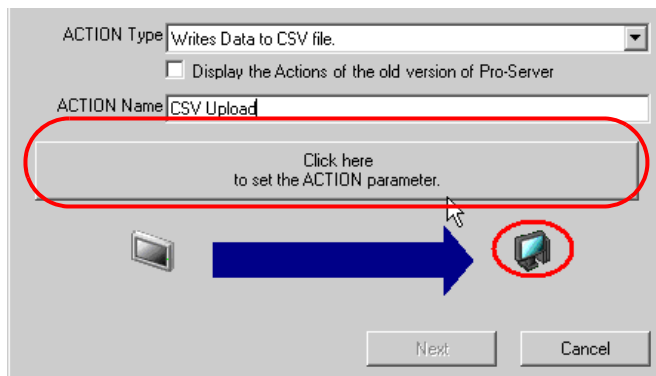 ACTION Type Writes Data to CSV file.
Display the Actions of the old version of Pro-Server
ACTION Name CSV Upload
Click here
to set the ACTION parameter.
Next Cancel